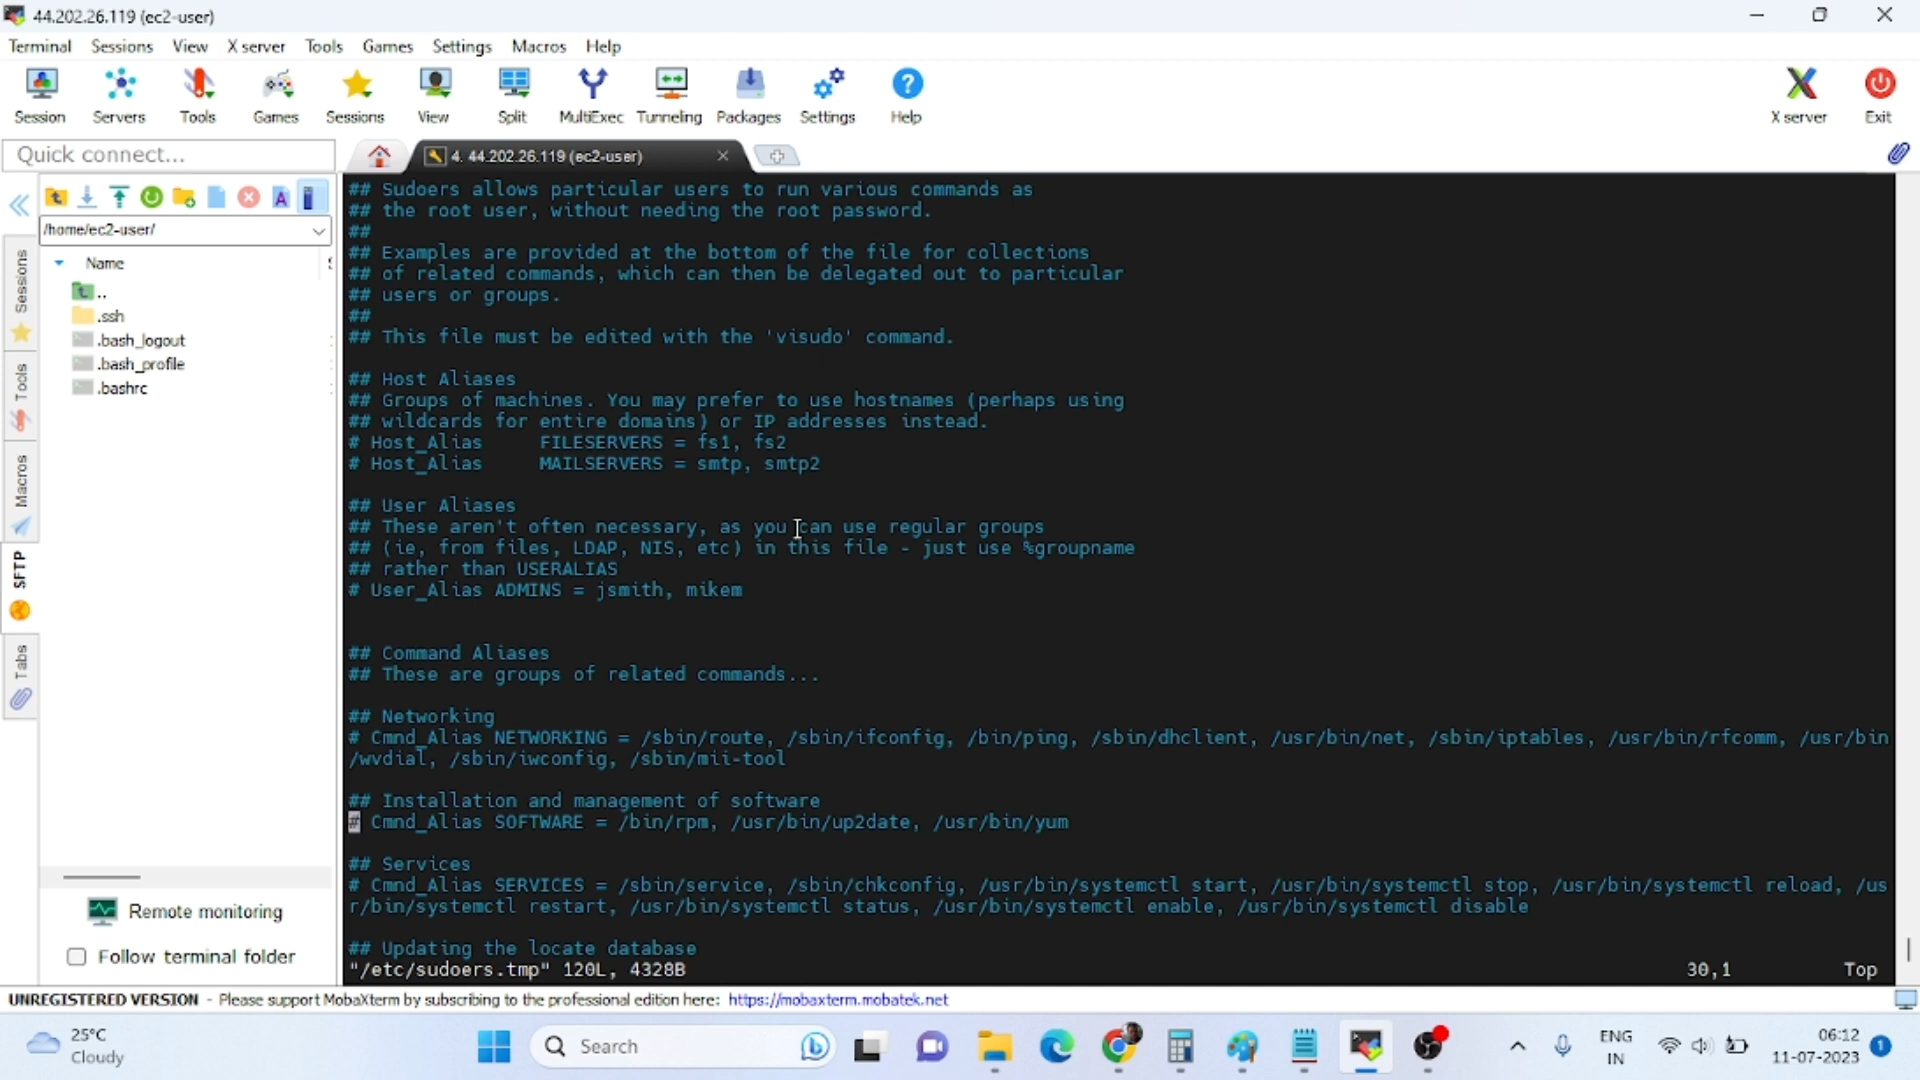 44.202.26.119 (ec2-user)
Terminal Sessions View X server Tools Games Settings Macros Help
Session Servers Tools Games Sessions View Split MultiExec Tunneling Packages Settings Help X server Exit
Quick connect...
4. 44.202.26.119 (ec2-user)
/home/ec2-user/
Name
..
.ssh
.bash_logout
.bash_profile
.bashrc
Sessions
Tools
Macros
SFTP
Tabs
Remote monitoring
Follow terminal folder
## Sudoers allows particular users to run various commands as
## the root user, without needing the root password.
##
## Examples are provided at the bottom of the file for collections
## of related commands, which can then be delegated out to particular
## users or groups.
##
## This file must be edited with the 'visudo' command.
## Host Aliases
## Groups of machines. You may prefer to use hostnames (perhaps using
## wildcards for entire domains) or IP addresses instead.
# Host_Alias     FILESERVERS = fs1, fs2
# Host_Alias     MAILSERVERS = smtp, smtp2
## User Aliases
## These aren't often necessary, as you can use regular groups
## (ie, from files, LDAP, NIS, etc) in this file - just use %groupname
## rather than USERALIAS
# User_Alias ADMINS = jsmith, mikem
## Command Aliases
## These are groups of related commands...
## Networking
# Cmnd_Alias NETWORKING = /sbin/route, /sbin/ifconfig, /bin/ping, /sbin/dhclient, /usr/bin/net, /sbin/iptables, /usr/bin/rfcomm, /usr/bin
/wvdial, /sbin/iwconfig, /sbin/mii-tool
## Installation and management of software
# Cmnd_Alias SOFTWARE = /bin/rpm, /usr/bin/up2date, /usr/bin/yum
## Services
# Cmnd_Alias SERVICES = /sbin/service, /sbin/chkconfig, /usr/bin/systemctl start, /usr/bin/systemctl stop, /usr/bin/systemctl reload, /us
r/bin/systemctl restart, /usr/bin/systemctl status, /usr/bin/systemctl enable, /usr/bin/systemctl disable
## Updating the locate database
"/etc/sudoers.tmp" 120L, 4328B 30,1 Top
UNREGISTERED VERSION - Please support MobaXterm by subscribing to the professional edition here: https://mobaxterm.mobatek.net
25°C
Cloudy
Search
ENG
IN
06:12
11-07-2023
1